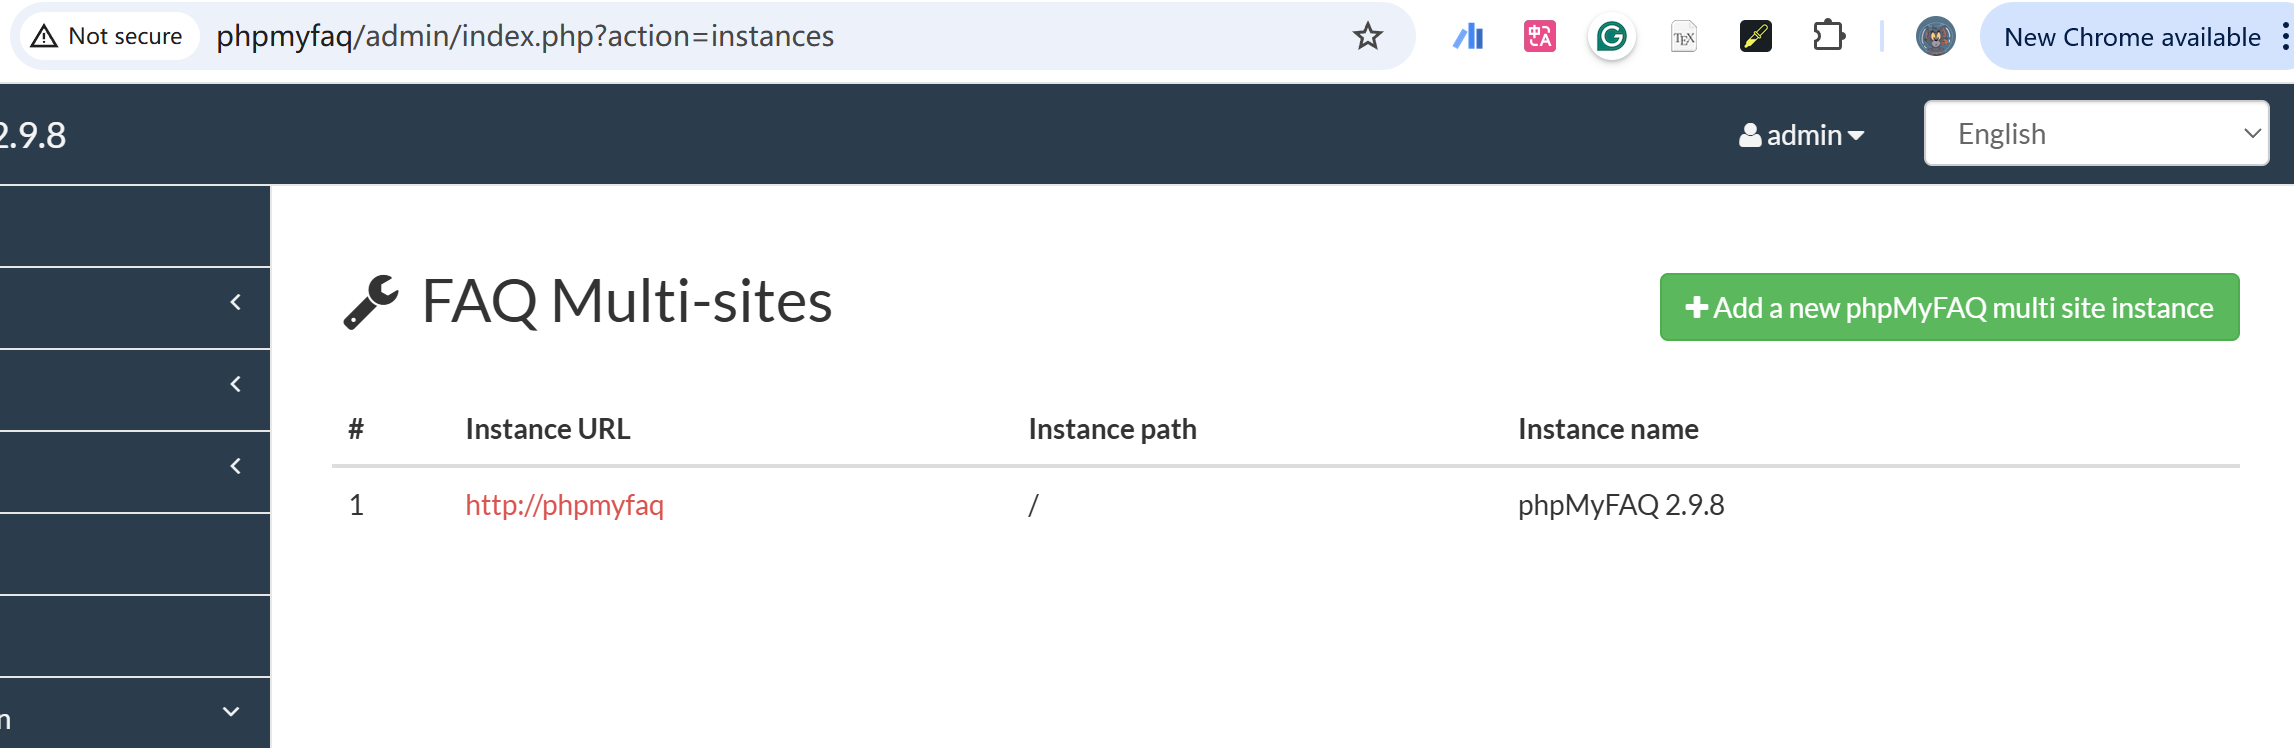 Not secure phpmyfaq/admin/index.php?action=instances New Chrome available
2.9.8 admin English
FAQ Multi-sites
Add a new phpMyFAQ multi site instance
# Instance URL Instance path Instance name
1 http://phpmyfaq / phpMyFAQ 2.9.8
n